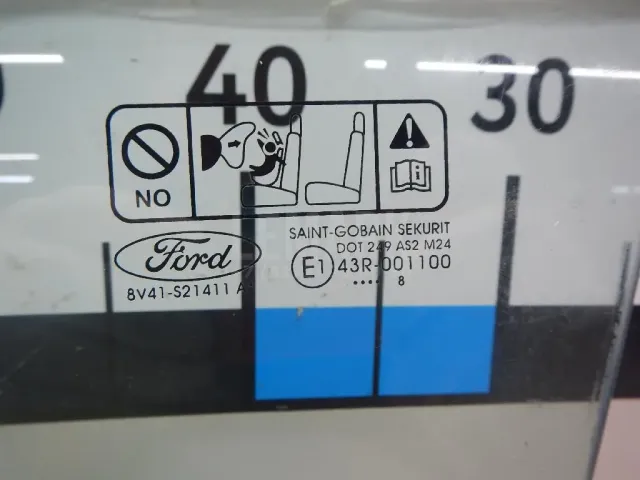 40
30
NO
Ford
8V41-S21411 A
SAINT-GOBAIN SEKURIT
DOT 249 AS2 M24
E1 43R-001100
.... 8